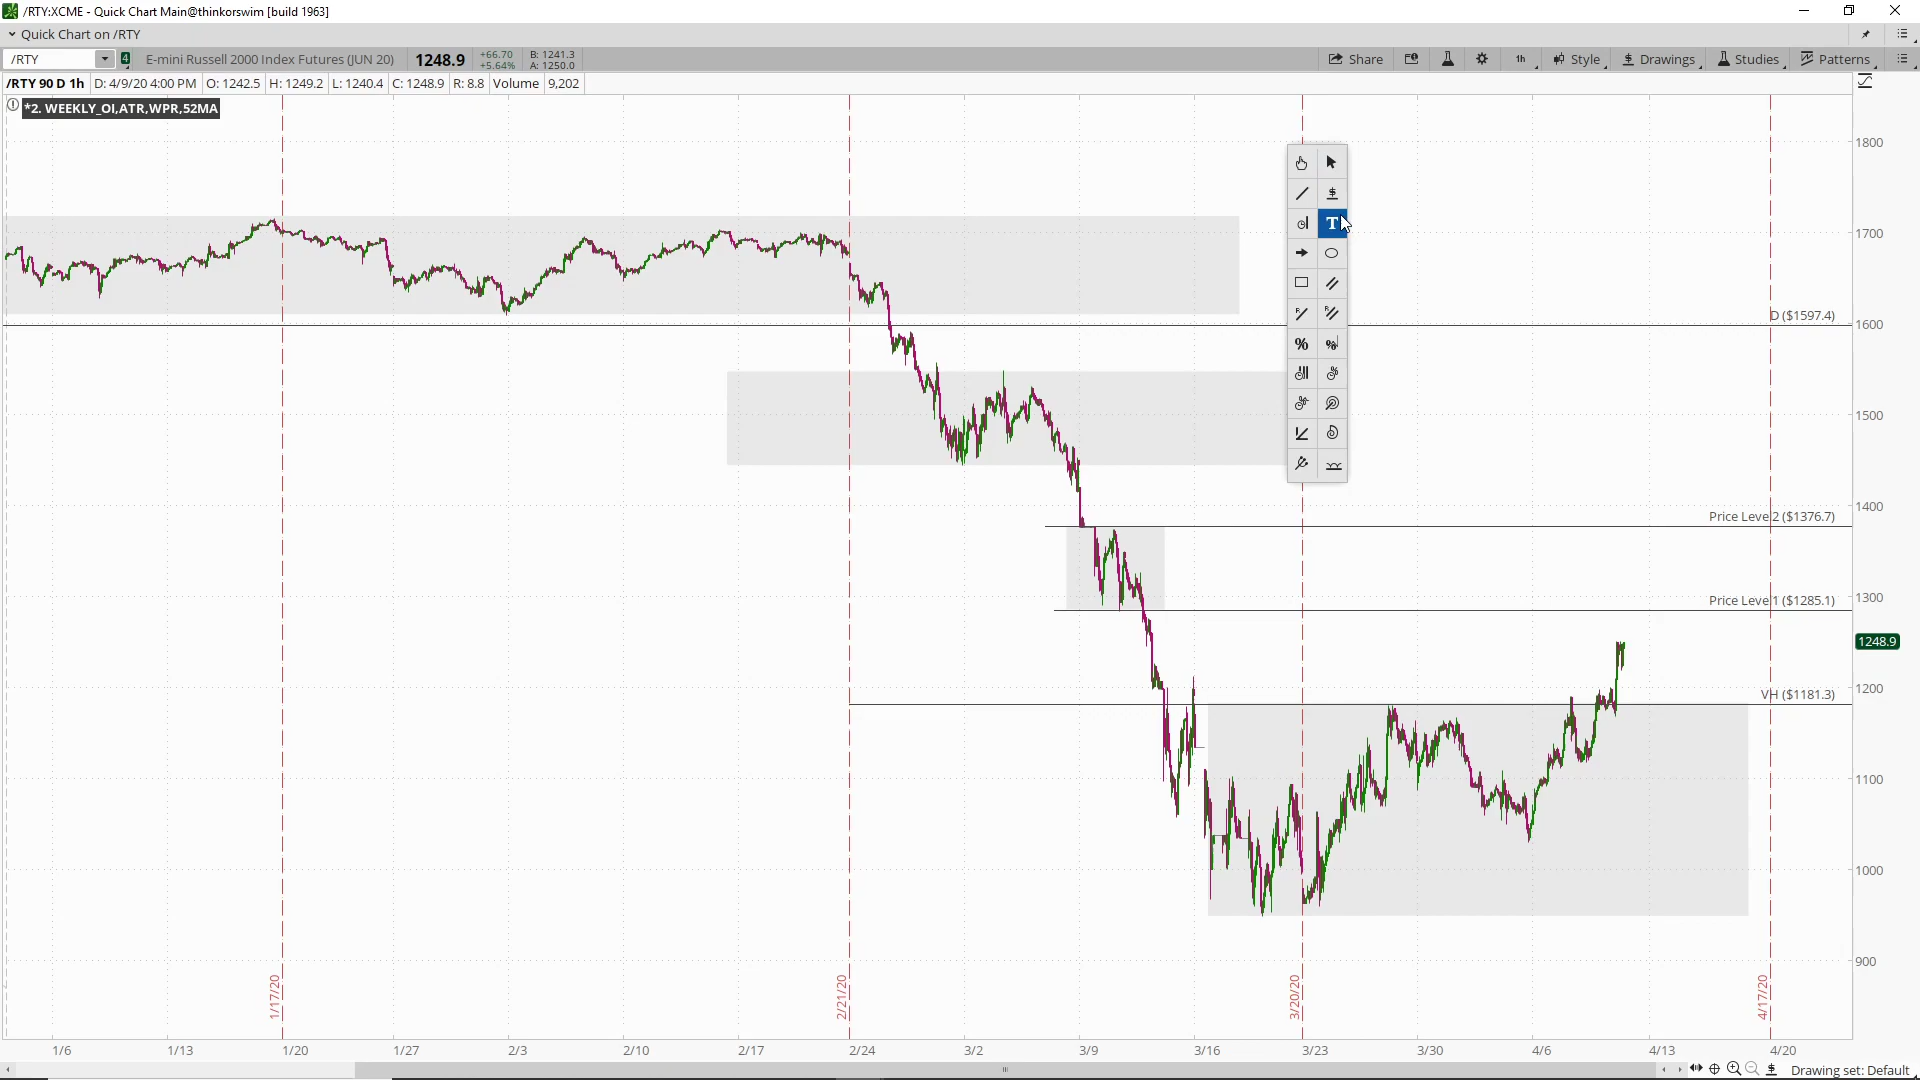 /RTY:XCME - Quick Chart Main@thinkorswim [build 1963]
Quick Chart on /RTY
/RTY 4 E-mini Russell 2000 Index Futures (JUN 20) 1248.9 +66.70 +5.64% B: 1241.3 A: 1250.0 Share 1h Style Drawings Studies Patterns
/RTY 90 D 1h D: 4/9/20 4:00 PM O: 1242.5 H: 1249.2 L: 1240.4 C: 1248.9 R: 8.8 Volume 9,202
*2. WEEKLY_OI,ATR,WPR,52MA
1800
1700
D ($1597.4)
1600
1500
1400
Price Level 2 ($1376.7)
1300
Price Level 1 ($1285.1)
1248.9
1200
VH ($1181.3)
1100
1000
900
1/17/20
2/21/20
3/20/20
4/17/20
1/6 1/13 1/20 1/27 2/3 2/10 2/17 2/24 3/2 3/9 3/16 3/23 3/30 4/6 4/13 4/20
Drawing set: Default